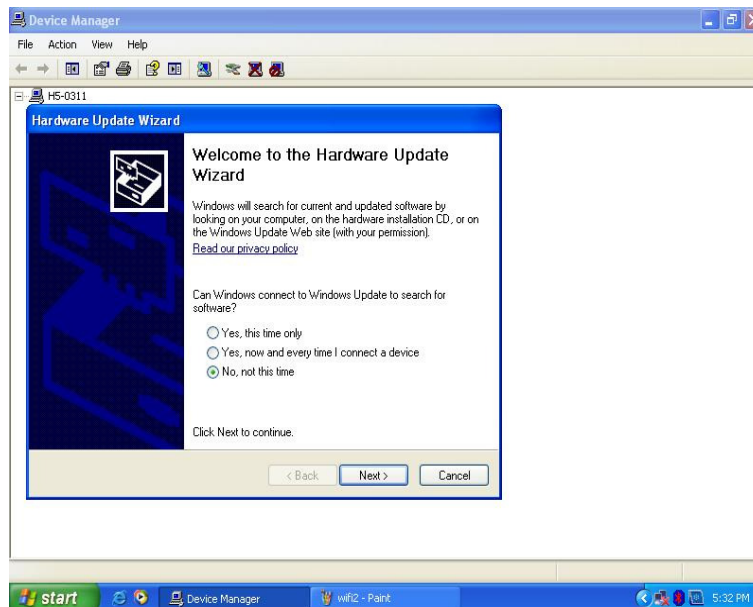 Device Manager
File Action View Help
H5-0311
Hardware Update Wizard
Welcome to the Hardware Update
Wizard
Windows will search for current and updated software by
looking on your computer, on the hardware installation CD, or on
the Windows Update Web site (with your permission).
Read our privacy policy
Can Windows connect to Windows Update to search for
software?
Yes, this time only
Yes, now and every time I connect a device
No, not this time
Click Next to continue.
< Back Next > Cancel
start Device Manager wifi2 - Paint 5:32 PM